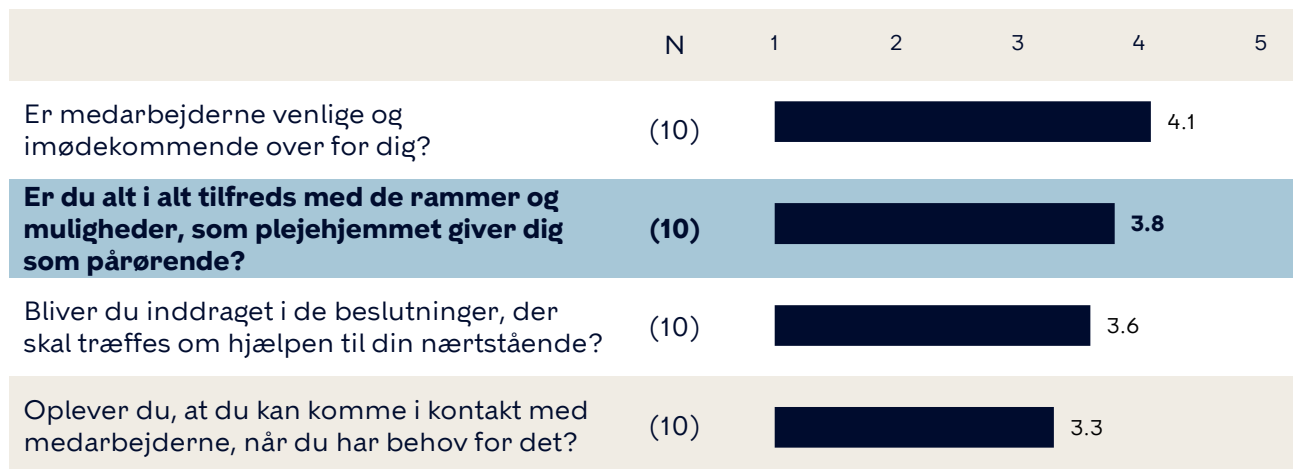 N 1 2 3 4 5
Er medarbejderne venlige og
imødekommende over for dig?
(10)
4.1
Er du alt i alt tilfreds med de rammer og
muligheder, som plejehjemmet giver dig
som pårørende?
(10)
3.8
Bliver du inddraget i de beslutninger, der
skal træffes om hjælpen til din nærtstående?
(10)
3.6
Oplever du, at du kan komme i kontakt med
medarbejderne, når du har behov for det?
(10)
3.3